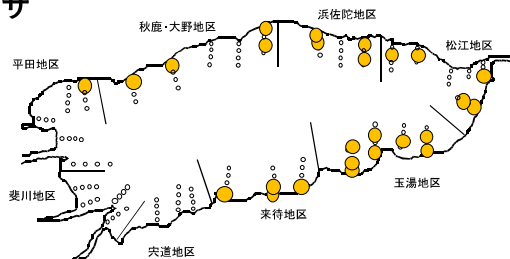 サ
浜佐陀地区
秋鹿・大野地区
松江地区
平田地区
玉湯地区
斐川地区
来待地区
宍道地区